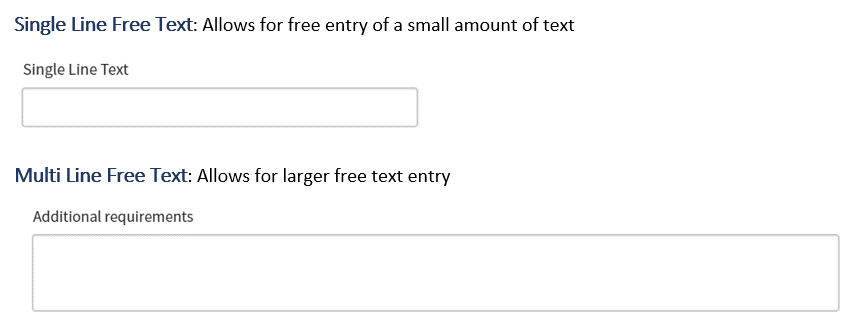 Single Line Free Text: Allows for free entry of a small amount of text
Single Line Text
Multi Line Free Text: Allows for larger free text entry
Additional requirements